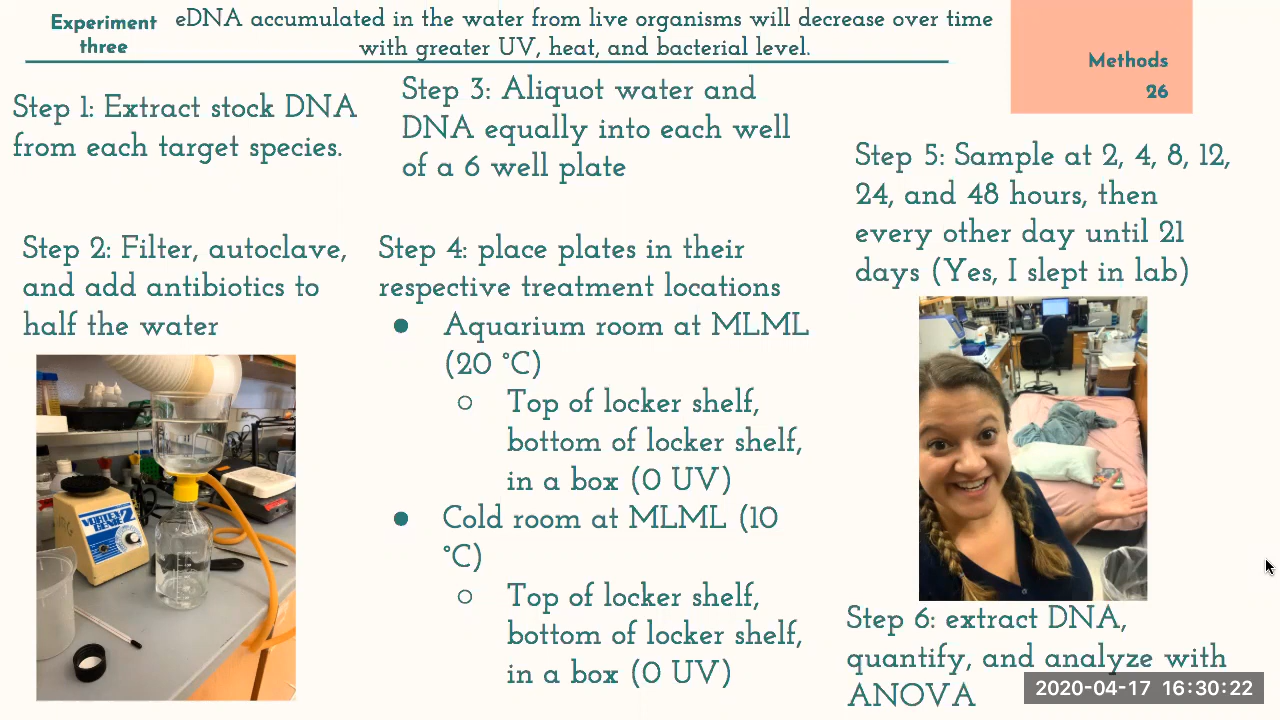 Experiment
three
eDNA accumulated in the water from live organisms will decrease over time
with greater UV, heat, and bacterial level.
Methods
26
Step 1: Extract stock DNA
from each target species.
Step 2: Filter, autoclave,
and add antibiotics to
half the water
VORTEX
GENIE 2
Step 3: Aliquot water and
DNA equally into each well
of a 6 well plate
Step 4: place plates in their
respective treatment locations
● Aquarium room at MLML
(20 °C)
○ Top of locker shelf,
bottom of locker shelf,
in a box (0 UV)
● Cold room at MLML (10
°C)
○ Top of locker shelf,
bottom of locker shelf,
in a box (0 UV)
Step 5: Sample at 2, 4, 8, 12,
24, and 48 hours, then
every other day until 21
days (Yes, I slept in lab)
Step 6: extract DNA,
quantify, and analyze with
ANOVA
2020-04-17 16:30:22